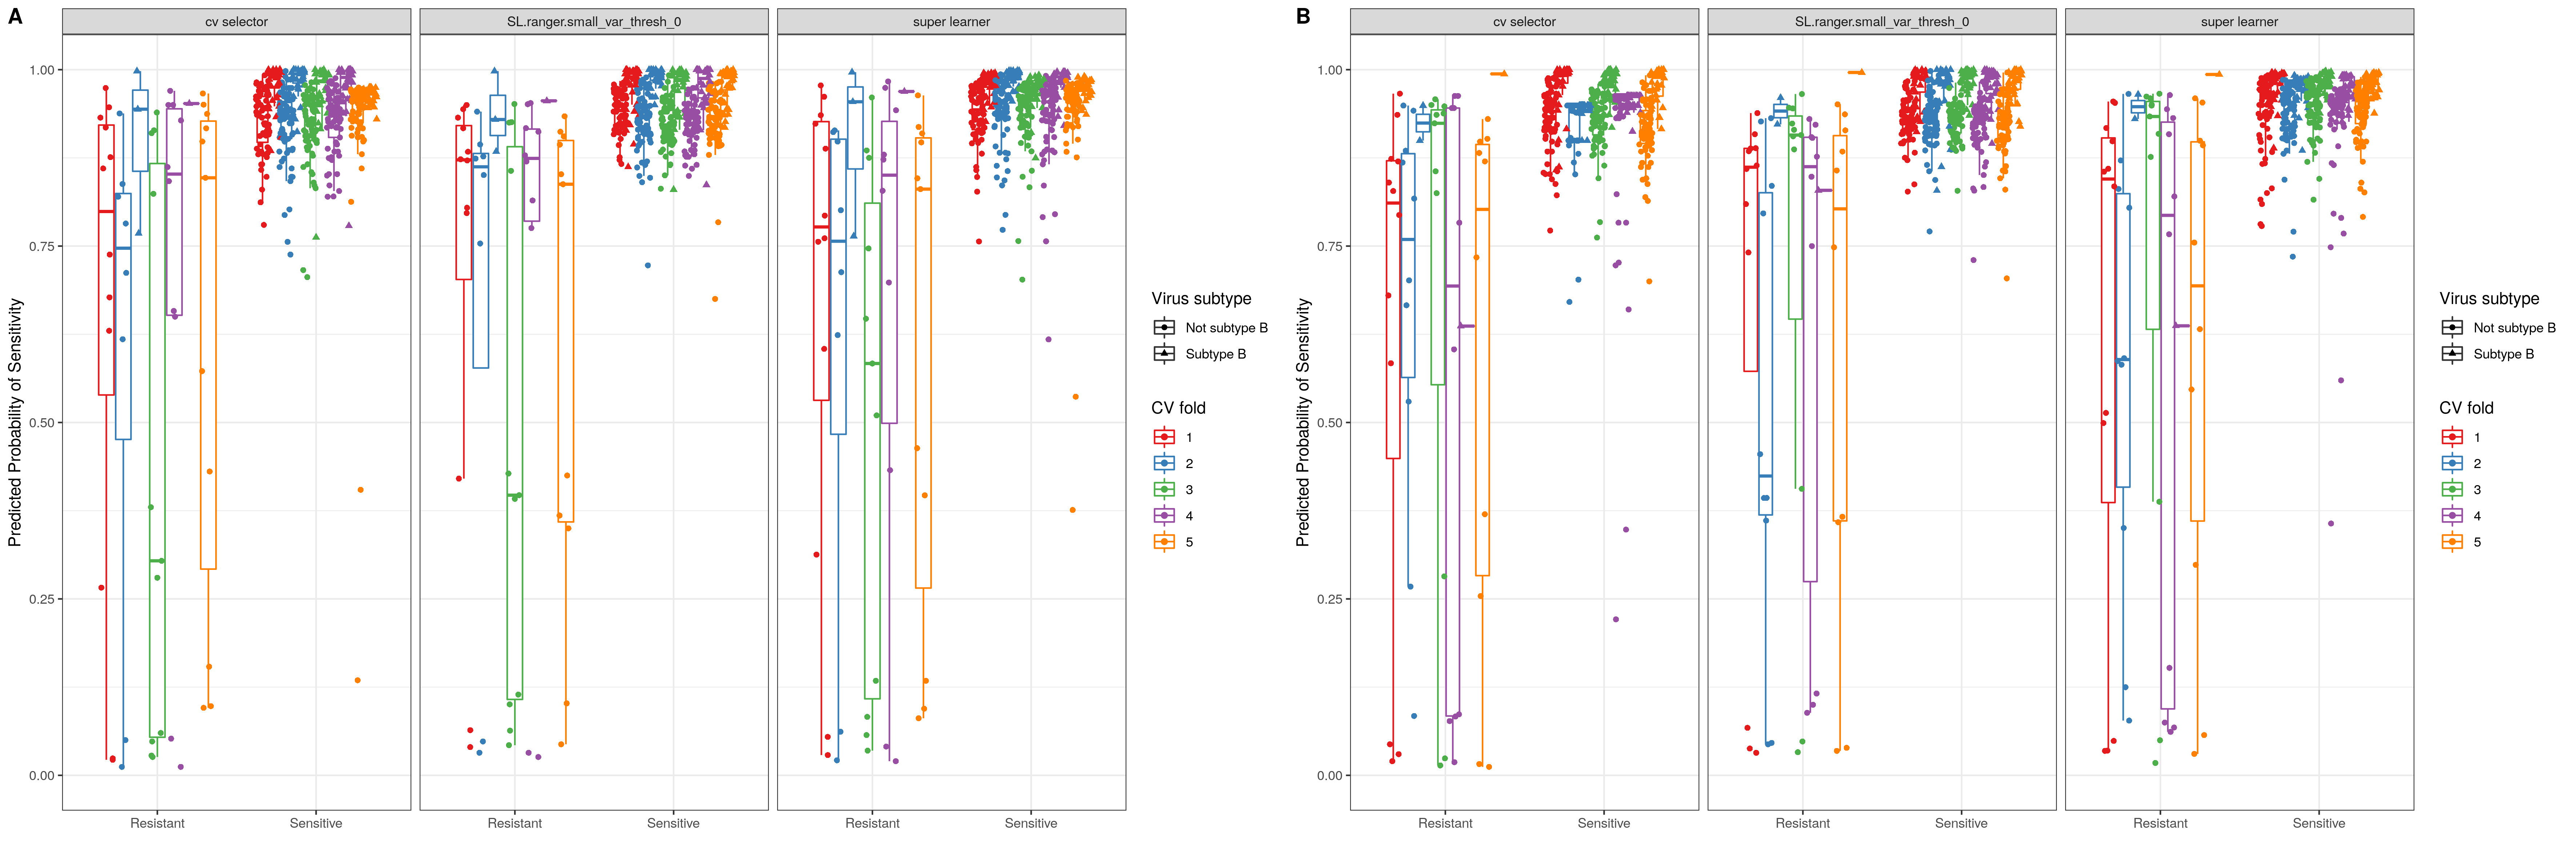 A
cv selector
SL.ranger.small_var_thresh_0
super learner
Predicted Probability of Sensitivity
1.00
0.75
0.50
0.25
0.00
Resistant
Sensitive
Resistant
Sensitive
Resistant
Sensitive
Virus subtype
Not subtype B
Subtype B
CV fold
1
2
3
4
5
B
cv selector
SL.ranger.small_var_thresh_0
super learner
Predicted Probability of Sensitivity
1.00
0.75
0.50
0.25
0.00
Resistant
Sensitive
Resistant
Sensitive
Resistant
Sensitive
Virus subtype
Not subtype B
Subtype B
CV fold
1
2
3
4
5